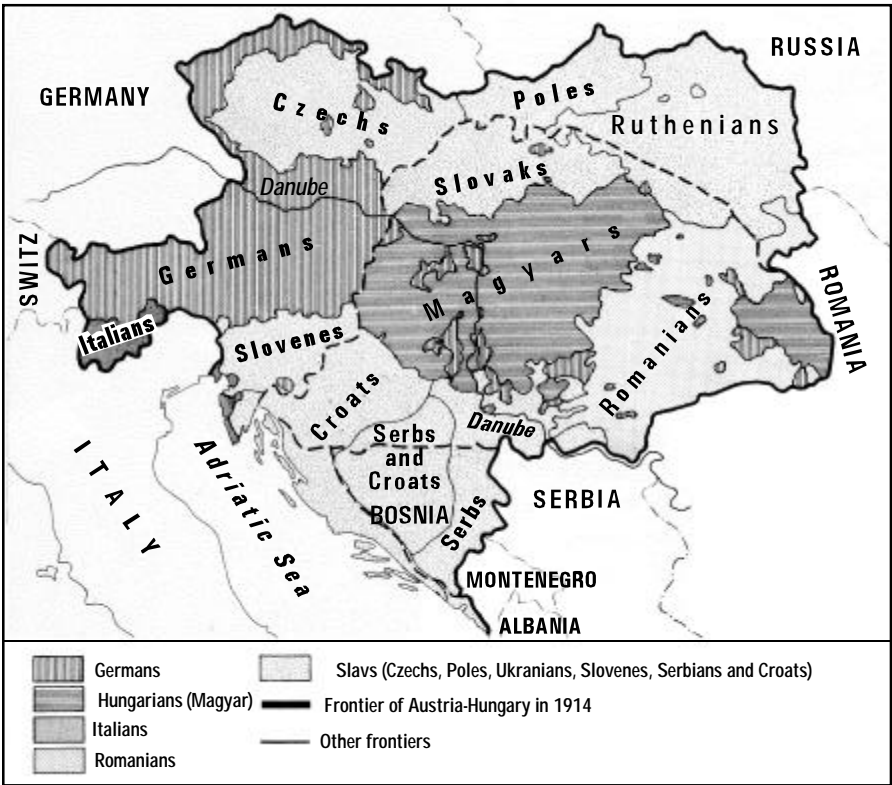 RUSSIA
GERMANY
Czechs
Poles
Ruthenians
Slovaks
Danube
Germans
Magyars
SWITZ
Italians
Slovenes
Romanians
ROMANIA
Croats
Danube
Serbs
and
Croats
BOSNIA
Serbs
SERBIA
ITALY
Adriatic Sea
MONTENEGRO
ALBANIA
Germans
Hungarians (Magyar)
Italians
Romanians
Slavs (Czechs, Poles, Ukranians, Slovenes, Serbians and Croats)
Frontier of Austria-Hungary in 1914
Other frontiers